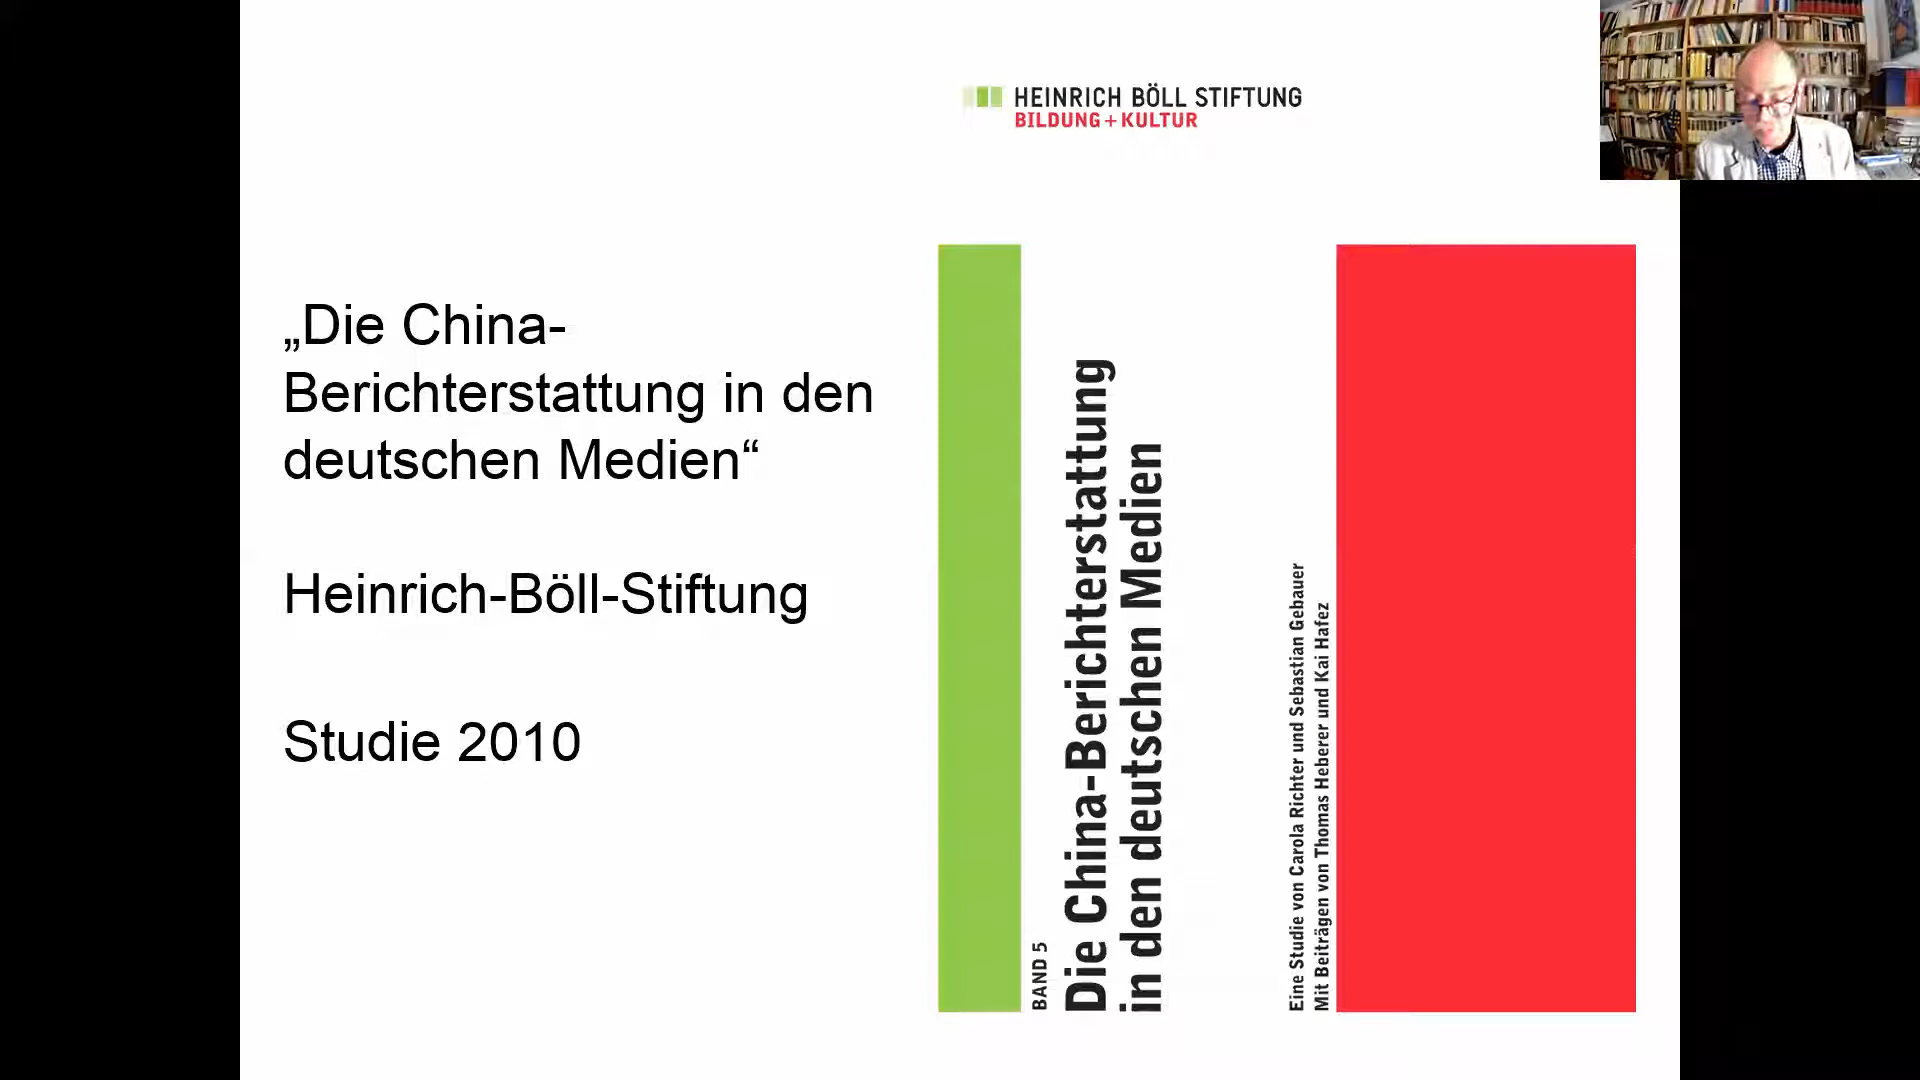 HEINRICH BÖLL STIFTUNG
BILDUNG+KULTUR
„Die China-
Berichterstattung in den
deutschen Medien“
Heinrich-Böll-Stiftung
Studie 2010
BAND 5
Die China-Berichterstattung
in den deutschen Medien
Eine Studie von Carola Richter und Sebastian Gebauer
Mit Beiträgen von Thomas Heberer und Kai Hafez